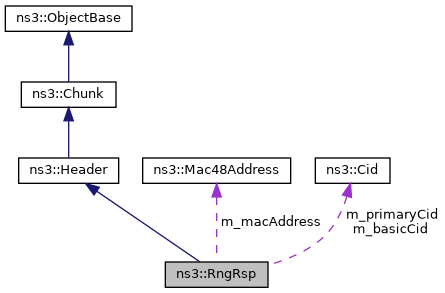 ns3::ObjectBase
ns3::Chunk
ns3::Header
ns3::Mac48Address
ns3::Cid
m_macAddress
m_primaryCid
m_basicCid
ns3::RngRsp